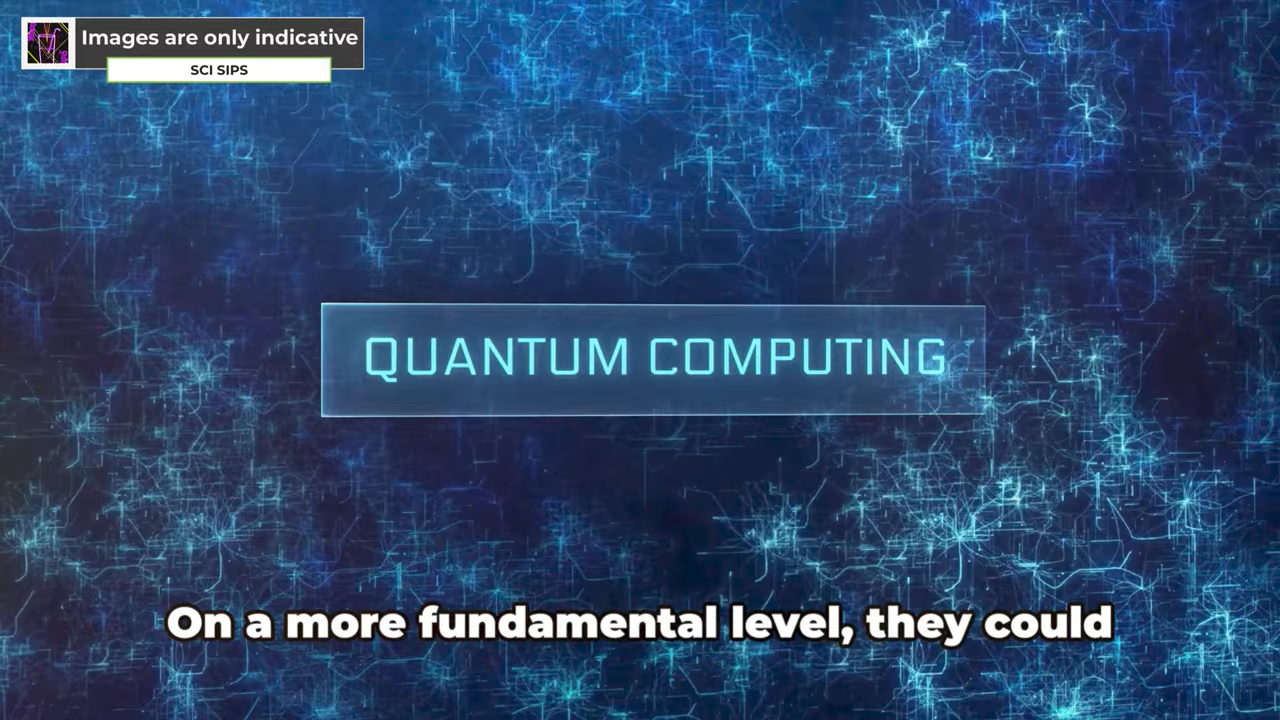 Images are only indicative
SCI SIPS
QUANTUM COMPUTING
On a more fundamental level, they could